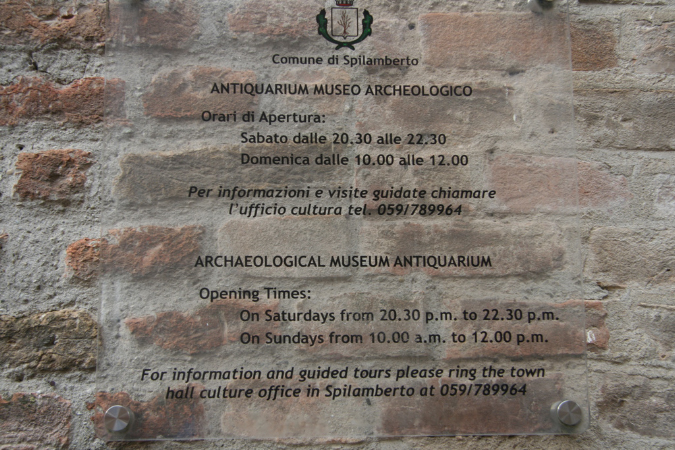 Comune di Spilamberto
ANTIQUARIUM MUSEO ARCHEOLOGICO
Orari di Apertura:
Sabato dalle 20.30 alle 22.30
Domenica dalle 10.00 alle 12.00
Per informazioni e visite guidate chiamare
l'ufficio cultura tel. 059/789964
ARCHAEOLOGICAL MUSEUM ANTIQUARIUM
Opening Times:
On Saturdays from 20.30 p.m. to 22.30 p.m.
On Sundays from 10.00 a.m. to 12.00 p.m.
For information and guided tours please ring the town
hall culture office in Spilamberto at 059/789964